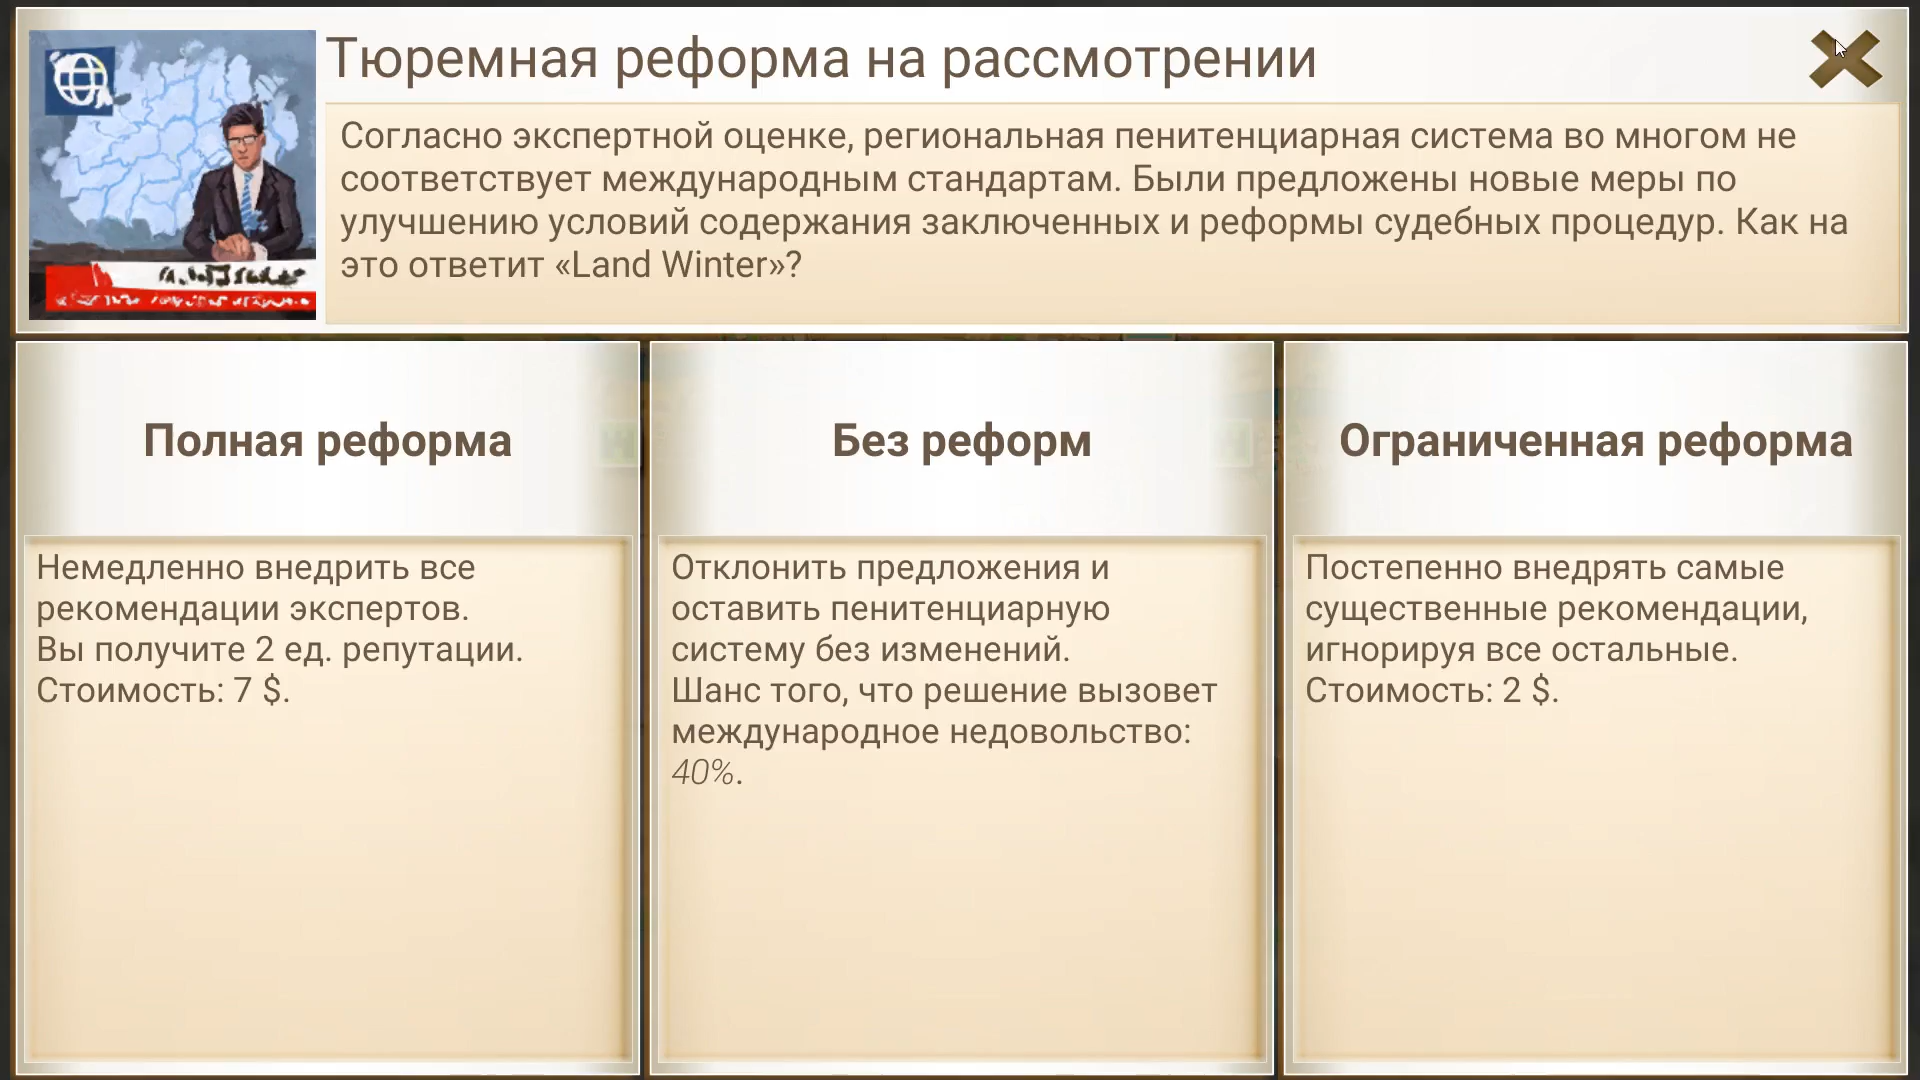 Тюремная реформа на рассмотрении
Согласно экспертной оценке, региональная пенитенциарная система во многом не
соответствует международным стандартам. Были предложены новые меры по
улучшению условий содержания заключенных и реформы судебных процедур. Как на
это ответит «Land Winter»?
Полная реформа
Немедленно внедрить все
рекомендации экспертов.
Вы получите 2 ед. репутации.
Стоимость: 7 $.
Без реформ
Отклонить предложения и
оставить пенитенциарную
систему без изменений.
Шанс того, что решение вызовет
международное недовольство:
40%.
Ограниченная реформа
Постепенно внедрять самые
существенные рекомендации,
игнорируя все остальные.
Стоимость: 2 $.